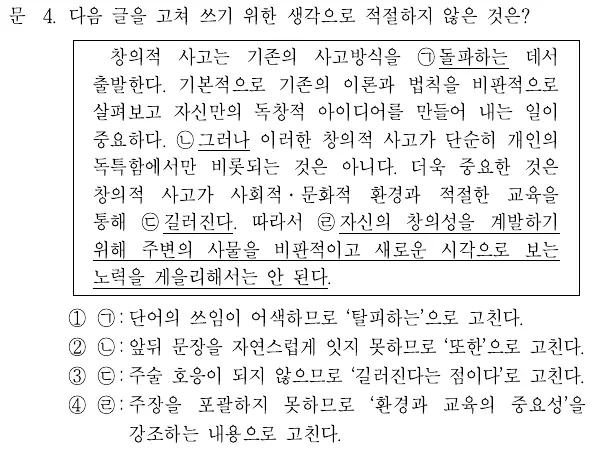 문 4. 다음 글을 고쳐 쓰기 위한 생각으로 적절하지 않은 것은?
창의적 사고는 기존의 사고방식을 ㉠돌파하는 데서
출발한다. 기본적으로 기존의 이론과 법칙을 비판적으로
살펴보고 자신만의 독창적 아이디어를 만들어 내는 일이
중요하다. ㉡그러나 이러한 창의적 사고가 단순히 개인의
독특함에서만 비롯되는 것은 아니다. 더욱 중요한 것은
창의적 사고가 사회적·문화적 환경과 적절한 교육을
통해 ㉢길러진다. 따라서 ㉣자신의 창의성을 계발하기
위해 주변의 사물을 비판적이고 새로운 시각으로 보는
노력을 게을리해서는 안 된다.
① ㉠: 단어의 쓰임이 어색하므로 ‘탈피하는’으로 고친다.
② ㉡: 앞뒤 문장을 자연스럽게 잇지 못하므로 ‘또한’으로 고친다.
③ ㉢: 주술 호응이 되지 않으므로 ‘길러진다는 점이다’로 고친다.
④ ㉣: 주장을 포괄하지 못하므로 ‘환경과 교육의 중요성’을
강조하는 내용으로 고친다.